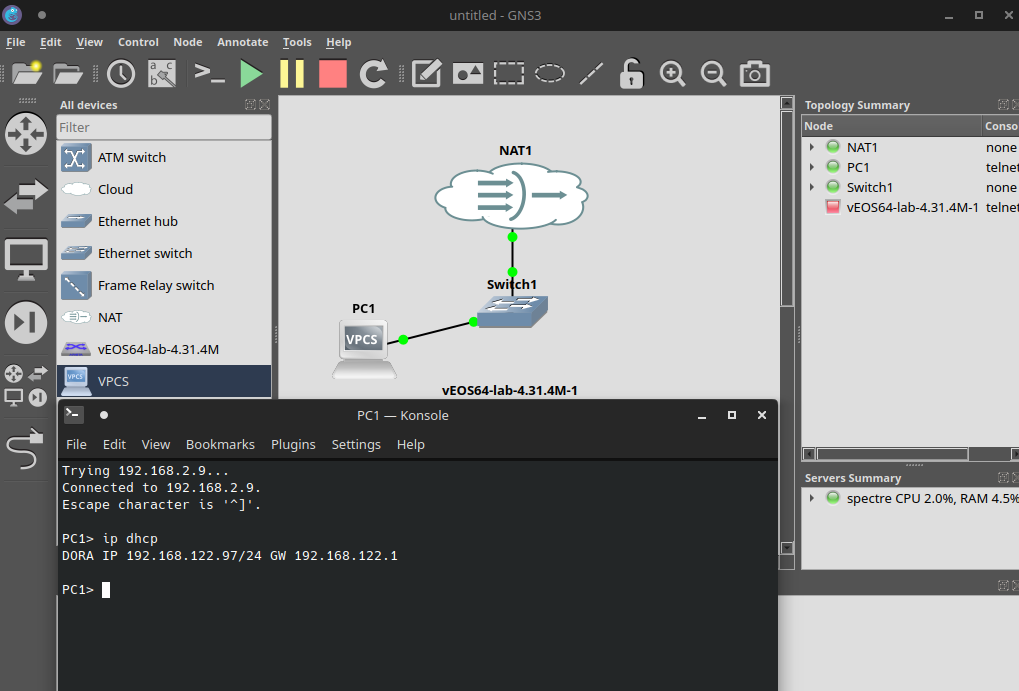 untitled - GNS3
File Edit View Control Node Annotate Tools Help
a c
b
All devices
Filter
ATM switch
Cloud
Ethernet hub
Ethernet switch
Frame Relay switch
NAT
vEOS64-lab-4.31.4M
VPCS
VPCS
NAT1
Switch1
PC1
VPCS
vEOS64-lab-4.31.4M-1
Topology Summary
Node Conso
NAT1 none
PC1 telnet
Switch1 none
vEOS64-lab-4.31.4M-1 telnet
Servers Summary
spectre CPU 2.0%, RAM 4.5%
PC1 — Konsole
File Edit View Bookmarks Plugins Settings Help
Trying 192.168.2.9...
Connected to 192.168.2.9.
Escape character is '^]'.
PC1> ip dhcp
DORA IP 192.168.122.97/24 GW 192.168.122.1
PC1>